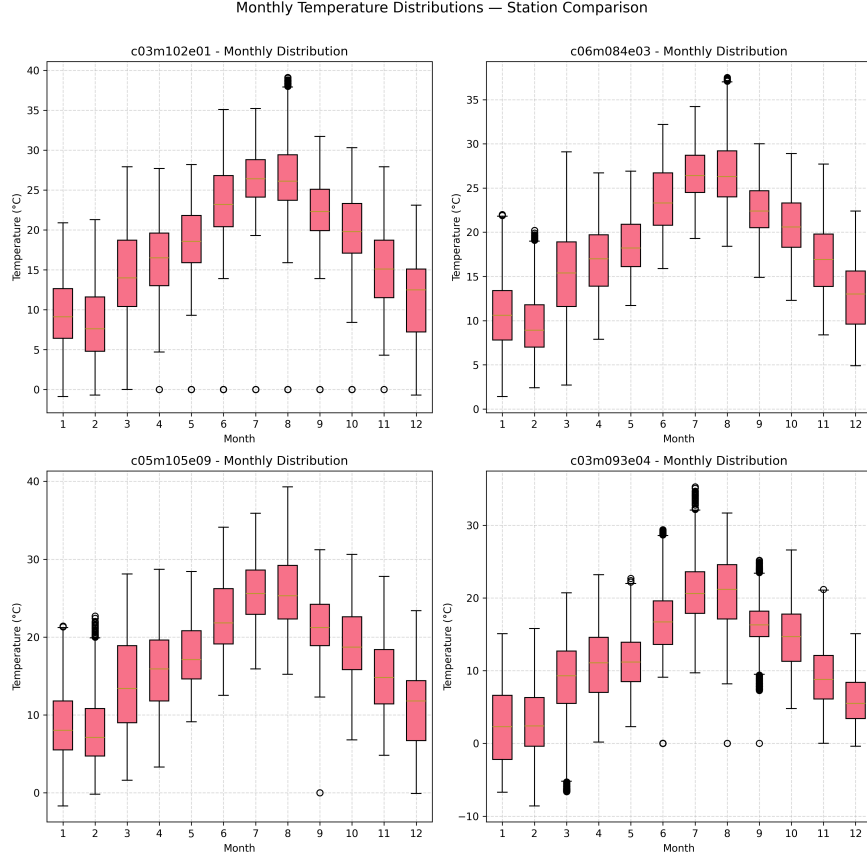 Monthly Temperature Distributions — Station Comparison
c03m102e01 - Monthly Distribution
40
35
30
25
20
15
10
5
0
Temperature (°C)
1 2 3 4 5 6 7 8 9 10 11 12
Month
c06m084e03 - Monthly Distribution
35
30
25
20
15
10
5
0
Temperature (°C)
1 2 3 4 5 6 7 8 9 10 11 12
Month
c05m105e09 - Monthly Distribution
40
30
20
10
0
Temperature (°C)
1 2 3 4 5 6 7 8 9 10 11 12
Month
c03m093e04 - Monthly Distribution
30
20
10
0
−10
Temperature (°C)
1 2 3 4 5 6 7 8 9 10 11 12
Month